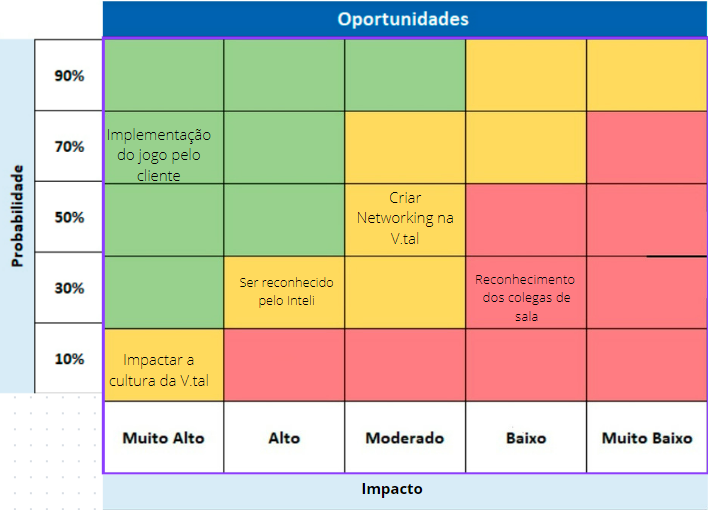 Oportunidades
Probabilidade
90%
70%
Implementação
do jogo pelo
cliente
50%
Criar
Networking na
V.tal
30%
Ser reconhecido
pelo Inteli
Reconhecimento
dos colegas de
sala
10%
Impactar a
cultura da V.tal
Muito Alto
Alto
Moderado
Baixo
Muito Baixo
Impacto